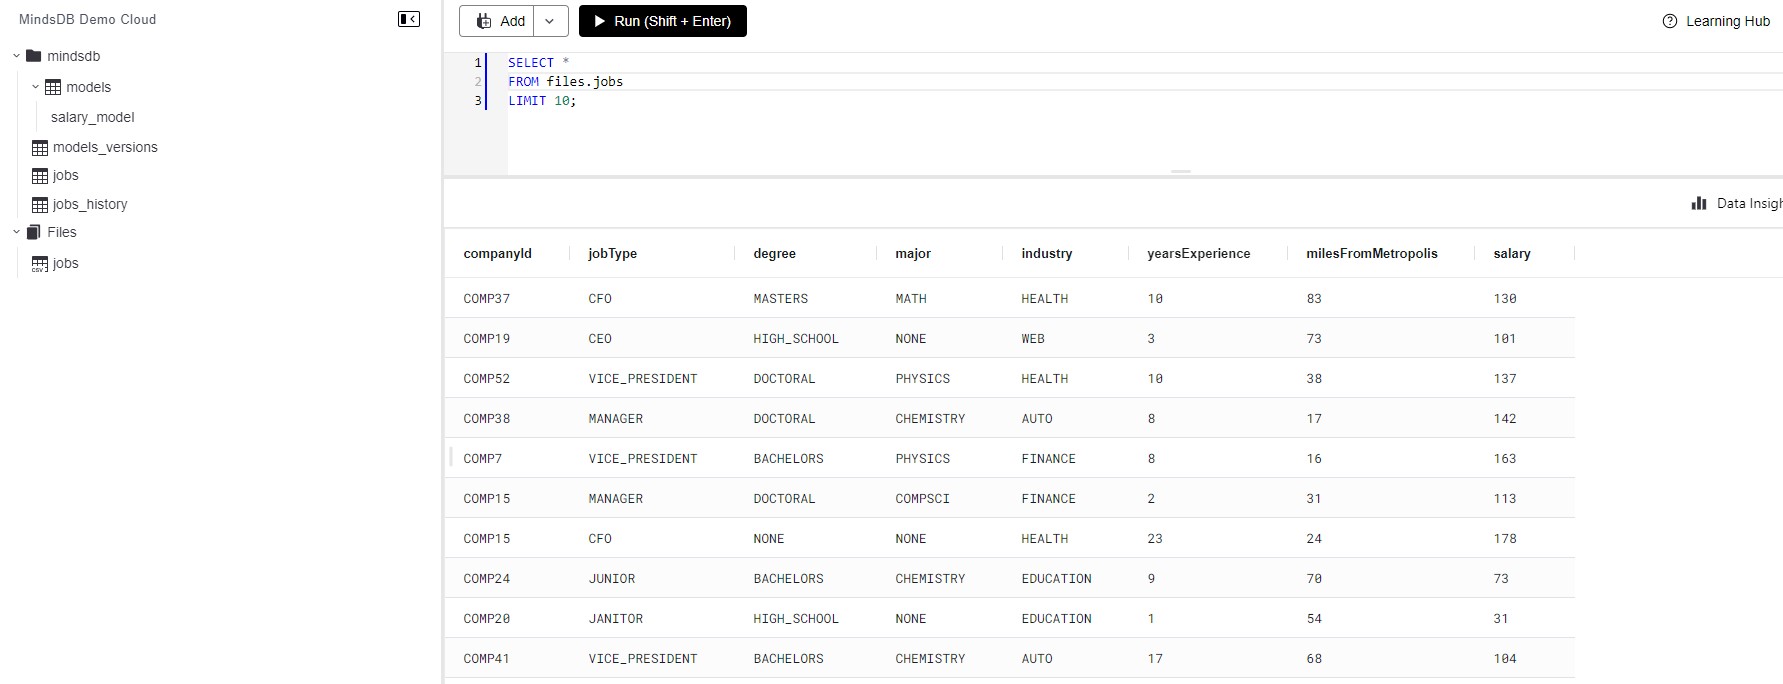 MindsDB Demo Cloud
mindsdb
models
salary_model
models_versions
jobs
jobs_history
Files
jobs
Add
Run (Shift + Enter)
Learning Hub
1 SELECT *
2 FROM files.jobs
3 LIMIT 10;
Data Insigh
companyId jobType degree major industry yearsExperience milesFromMetropolis salary
COMP37 CFO MASTERS MATH HEALTH 10 83 130
COMP19 CEO HIGH_SCHOOL NONE WEB 3 73 101
COMP52 VICE_PRESIDENT DOCTORAL PHYSICS HEALTH 10 38 137
COMP38 MANAGER DOCTORAL CHEMISTRY AUTO 8 17 142
COMP7 VICE_PRESIDENT BACHELORS PHYSICS FINANCE 8 16 163
COMP15 MANAGER DOCTORAL COMPSCI FINANCE 2 31 113
COMP15 CFO NONE NONE HEALTH 23 24 178
COMP24 JUNIOR BACHELORS CHEMISTRY EDUCATION 9 70 73
COMP20 JANITOR HIGH_SCHOOL NONE EDUCATION 1 54 31
COMP41 VICE_PRESIDENT BACHELORS CHEMISTRY AUTO 17 68 104